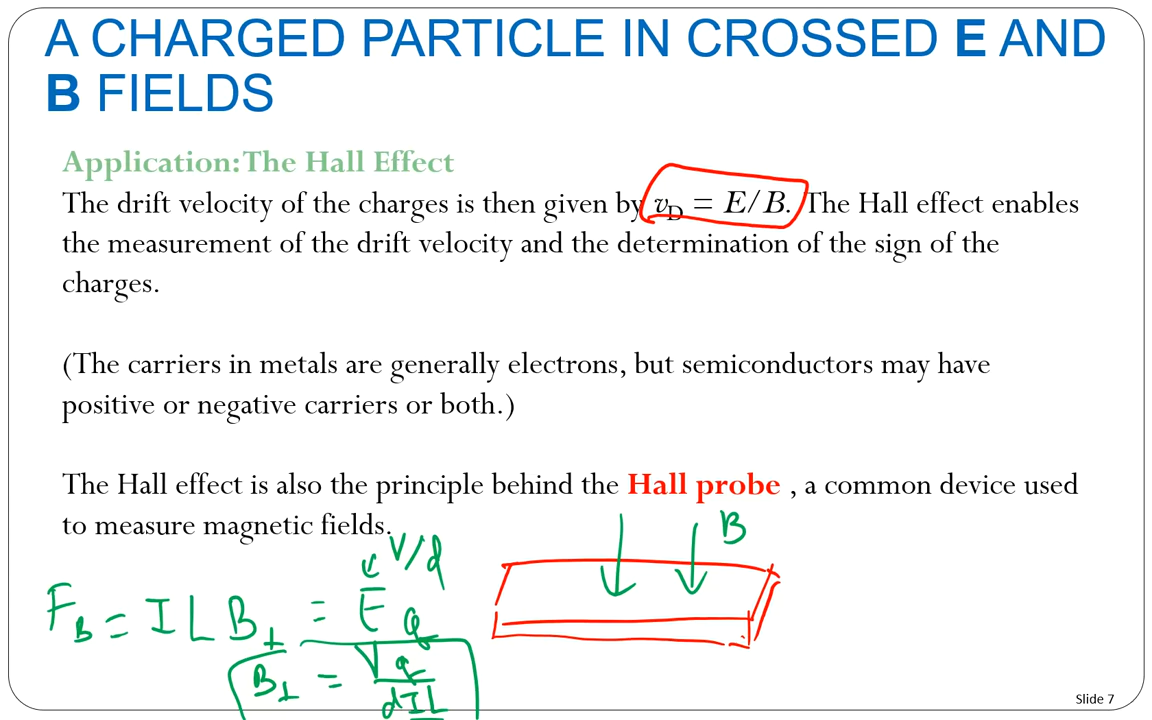 A CHARGED PARTICLE IN CROSSED E AND
B FIELDS
Application: The Hall Effect
The drift velocity of the charges is then given by v_D = E/B. The Hall effect enables
the measurement of the drift velocity and the determination of the sign of the
charges.
(The carriers in metals are generally electrons, but semiconductors may have
positive or negative carriers or both.)
The Hall effect is also the principle behind the Hall probe , a common device used
to measure magnetic fields.
B
V/d
F_B = I L B_⊥ = E q
B_⊥ = V q / d I L
Slide 7